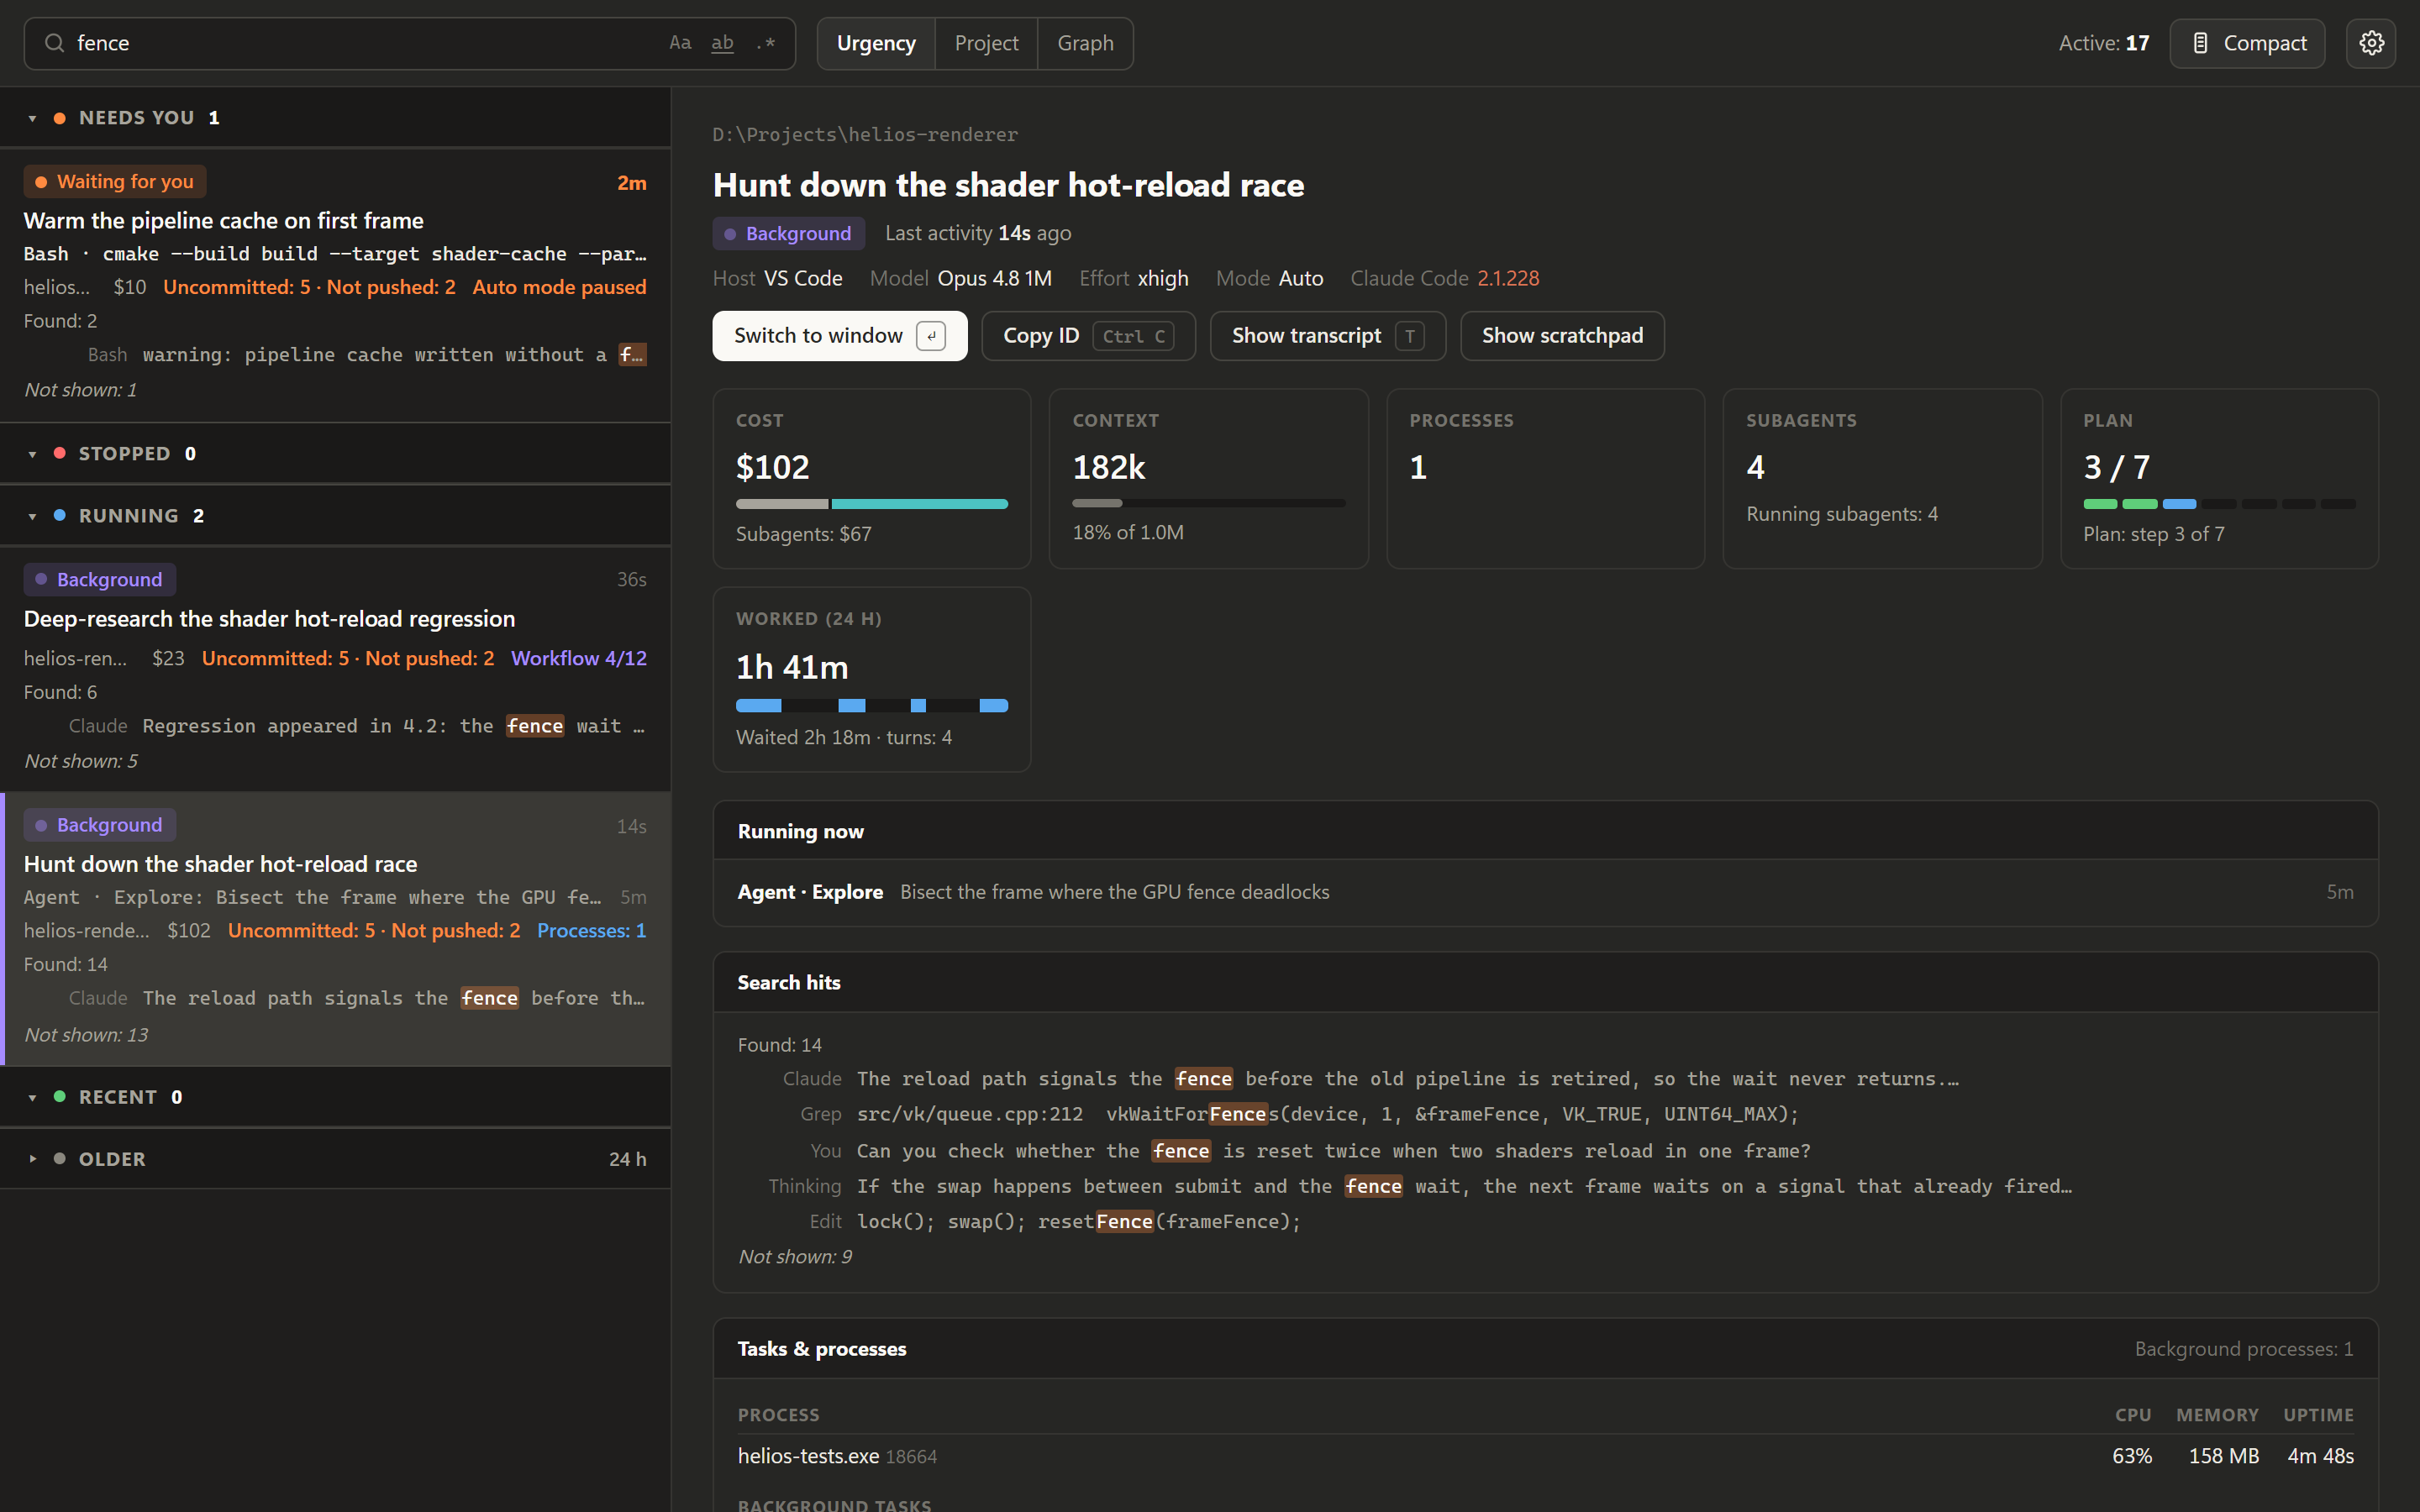 fence Aa ab .* Urgency Project Graph Active: 17 Compact
NEEDS YOU 1
Waiting for you 2m
Warm the pipeline cache on first frame
Bash · cmake --build build --target shader-cache --par…
helios… $10 Uncommitted: 5 · Not pushed: 2 Auto mode paused
Found: 2
Bash warning: pipeline cache written without a f…
Not shown: 1
STOPPED 0
RUNNING 2
Background 36s
Deep-research the shader hot-reload regression
helios-ren… $23 Uncommitted: 5 · Not pushed: 2 Workflow 4/12
Found: 6
Claude Regression appeared in 4.2: the fence wait …
Not shown: 5
Background 14s
Hunt down the shader hot-reload race
Agent · Explore: Bisect the frame where the GPU fe… 5m
helios-rende… $102 Uncommitted: 5 · Not pushed: 2 Processes: 1
Found: 14
Claude The reload path signals the fence before th…
Not shown: 13
RECENT 0
OLDER 24 h
D:\Projects\helios-renderer
Hunt down the shader hot-reload race
Background Last activity 14s ago
Host VS Code Model Opus 4.8 1M Effort xhigh Mode Auto Claude Code 2.1.228
Switch to window ↵ Copy ID Ctrl C Show transcript T Show scratchpad
COST
$102
Subagents: $67
CONTEXT
182k
18% of 1.0M
PROCESSES
1
SUBAGENTS
4
Running subagents: 4
PLAN
3 / 7
Plan: step 3 of 7
WORKED (24 H)
1h 41m
Waited 2h 18m · turns: 4
Running now
Agent · Explore Bisect the frame where the GPU fence deadlocks 5m
Search hits
Found: 14
Claude The reload path signals the fence before the old pipeline is retired, so the wait never returns.…
Grep src/vk/queue.cpp:212 vkWaitForFences(device, 1, &frameFence, VK_TRUE, UINT64_MAX);
You Can you check whether the fence is reset twice when two shaders reload in one frame?
Thinking If the swap happens between submit and the fence wait, the next frame waits on a signal that already fired…
Edit lock(); swap(); resetFence(frameFence);
Not shown: 9
Tasks & processes Background processes: 1
PROCESS CPU MEMORY UPTIME
helios-tests.exe 18664 63% 158 MB 4m 48s
BACKGROUND TASKS